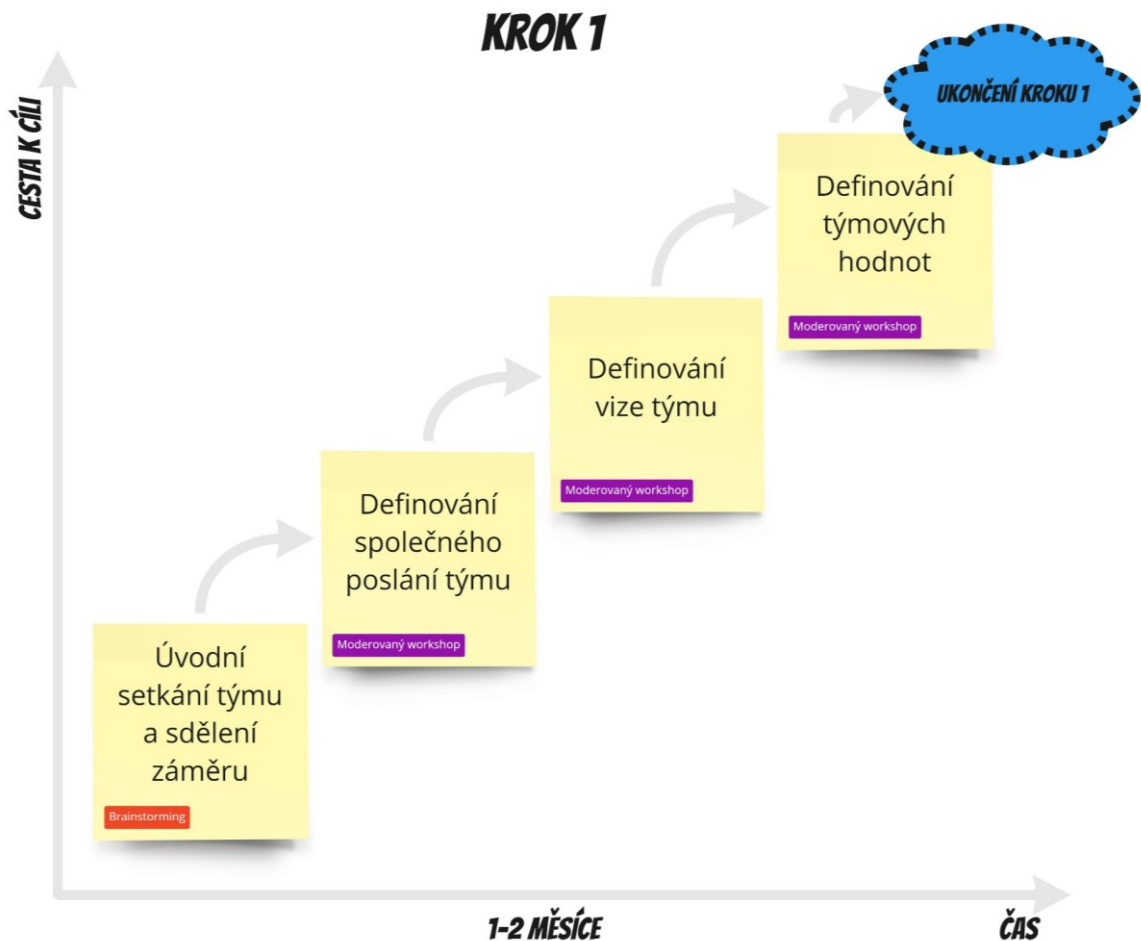 KROK 1
CESTA K CÍLI
UKONČENÍ KROKU 1
Definování
týmových
hodnot
Moderovaný workshop
Definování
vize týmu
Moderovaný workshop
Definování
společného
poslání týmu
Moderovaný workshop
Úvodní
setkání týmu
a sdělení
záměru
Brainstorming
1-2 MĚSÍCE
ČAS